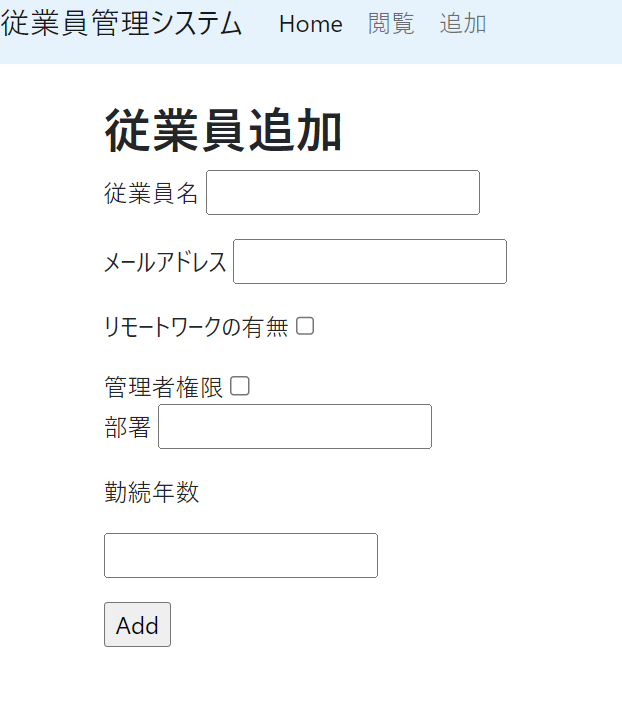 従業員管理システム Home 閲覧 追加
従業員追加
従業員名
メールアドレス
リモートワークの有無
管理者権限
部署
勤続年数
Add